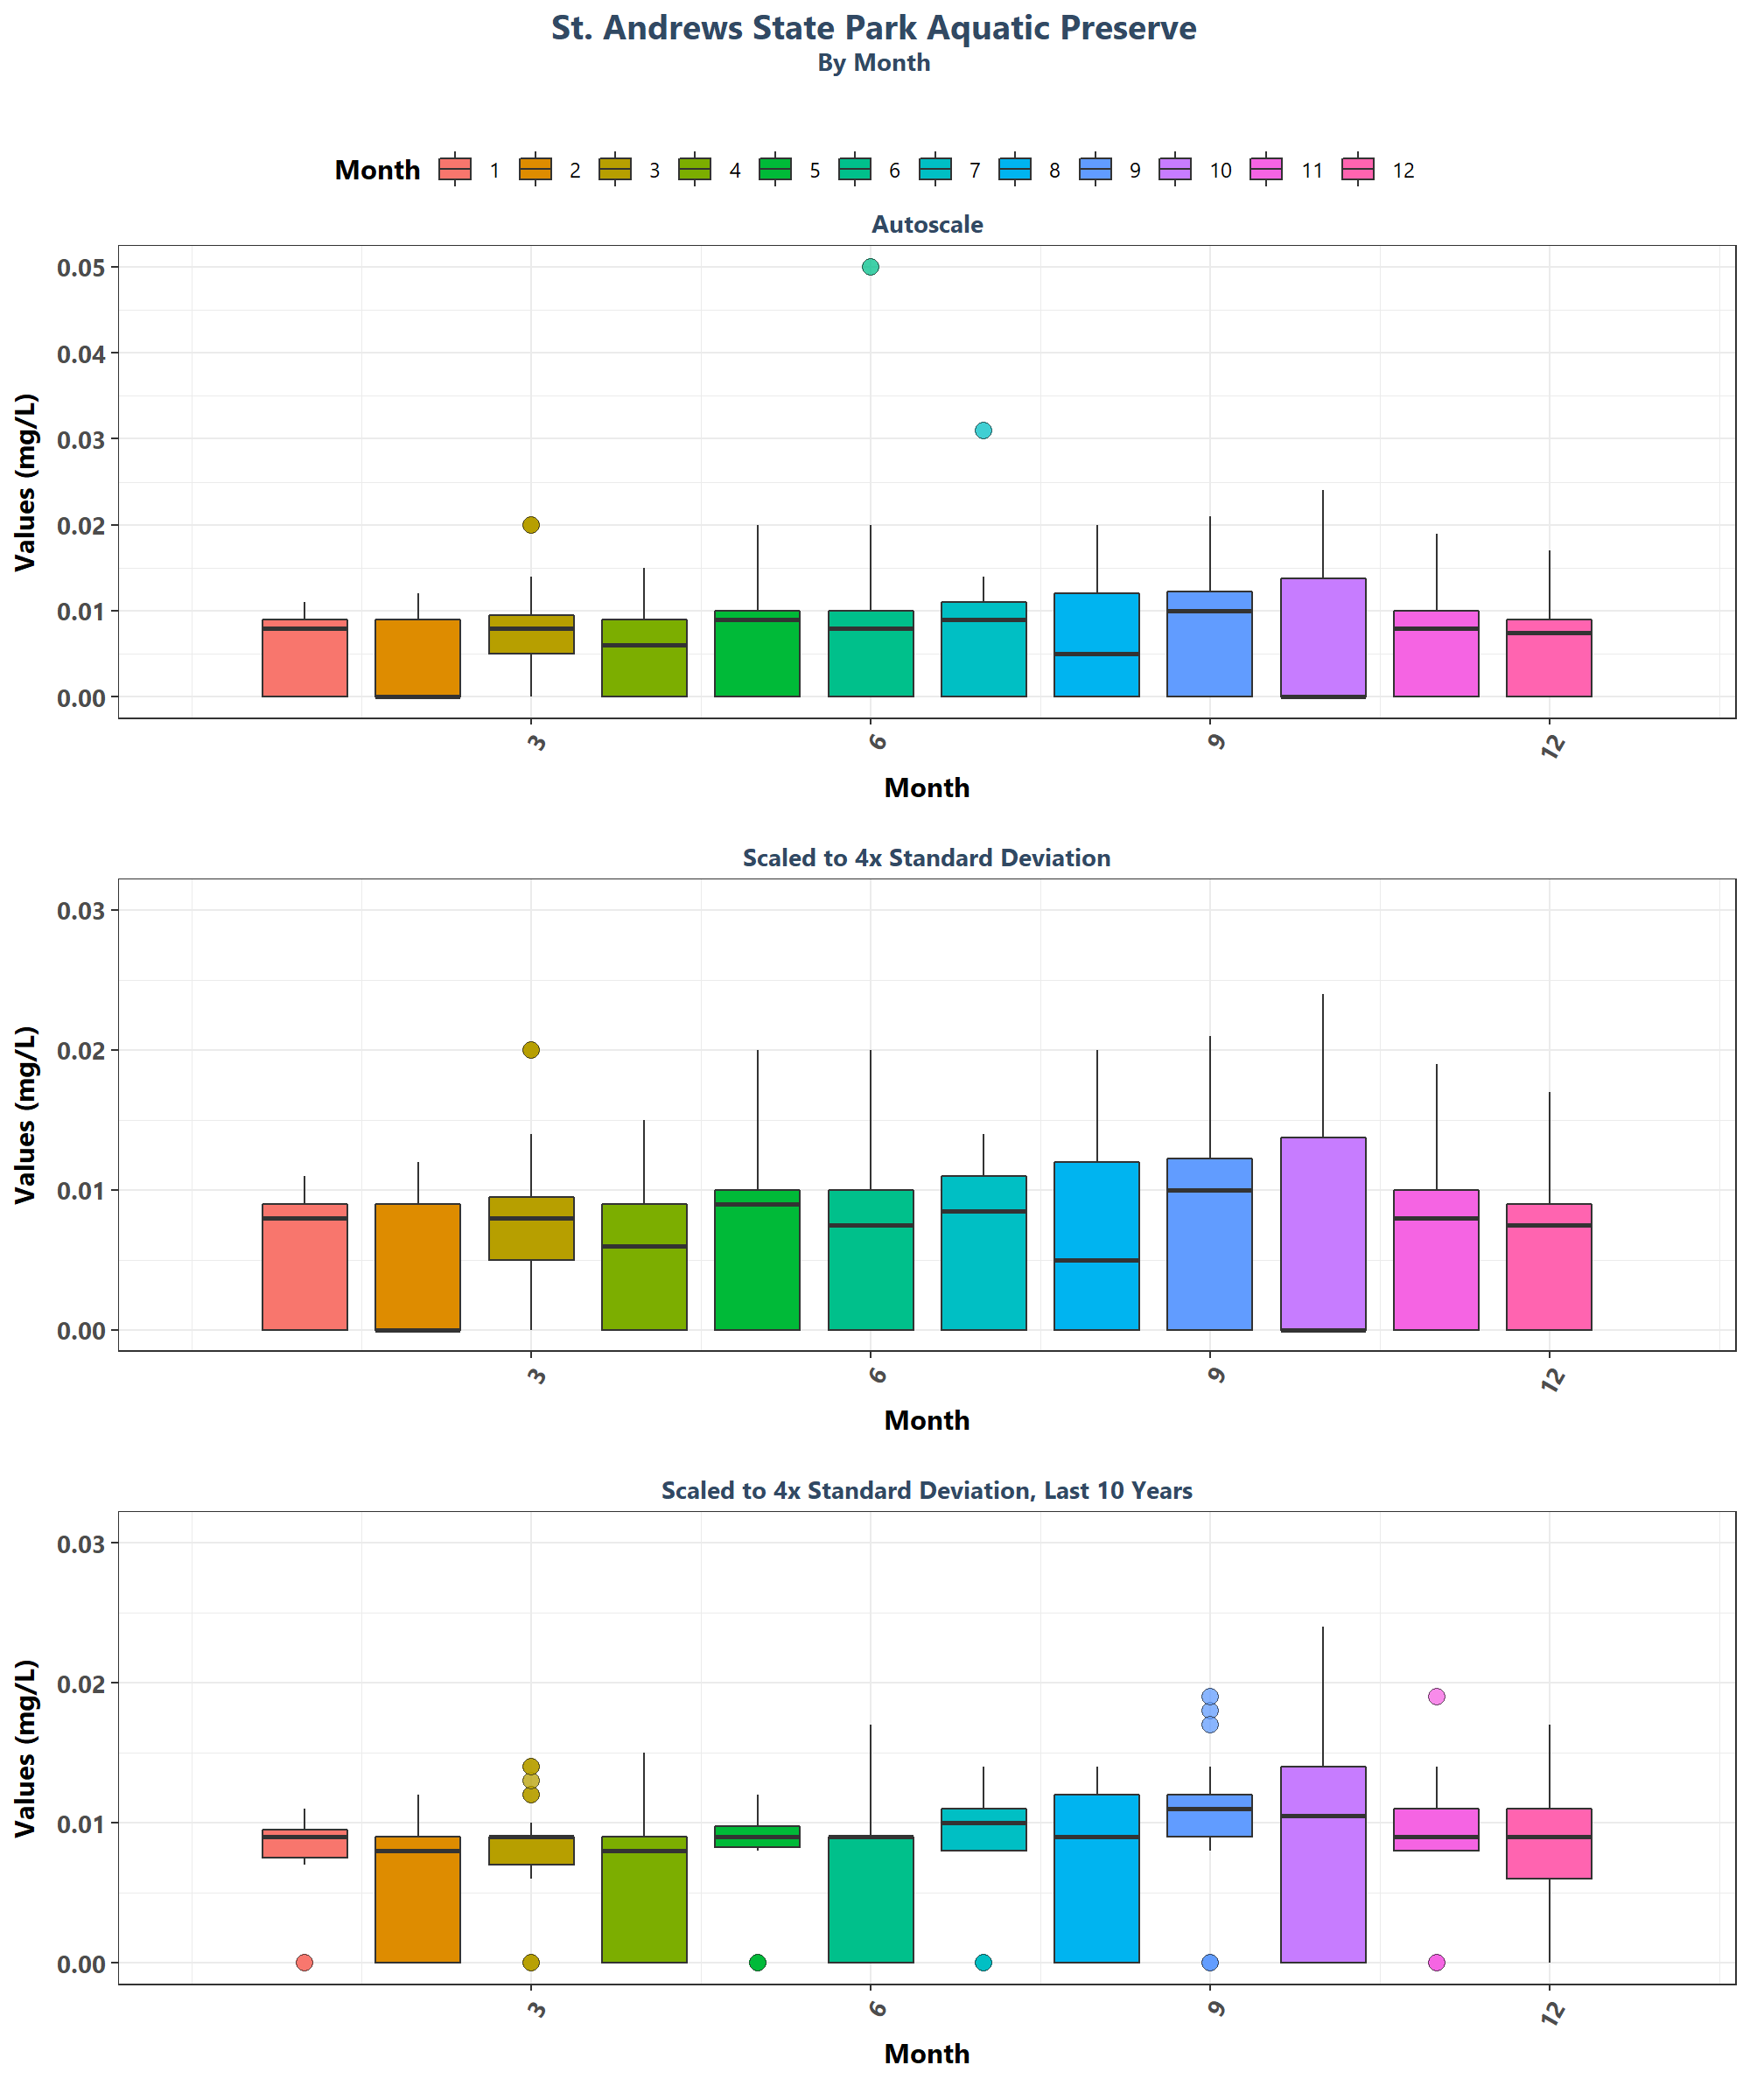 St. Andrews State Park Aquatic Preserve
By Month
Month 1 2 3 4 5 6 7 8 9 10 11 12
Autoscale
Values (mg/L)
0.05
0.04
0.03
0.02
0.01
0.00
3 6 9 12
Month
Scaled to 4x Standard Deviation
Values (mg/L)
0.03
0.02
0.01
0.00
3 6 9 12
Month
Scaled to 4x Standard Deviation, Last 10 Years
Values (mg/L)
0.03
0.02
0.01
0.00
3 6 9 12
Month